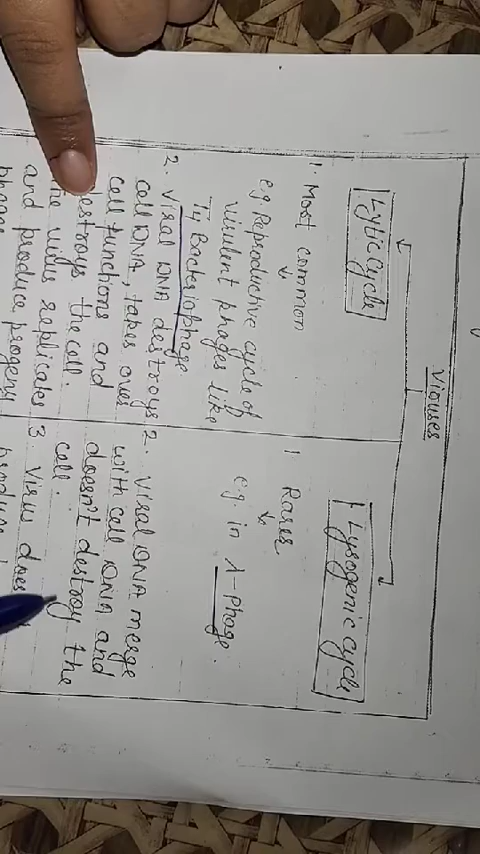 Viruses
Lytic Cycle
1. Most common
e.g. Reproductive cycle of
virulent phages like
T4 Bacteriophage
2. Viral DNA destroys
cell DNA, takes over
cell functions and
destroys the cell.
The virus replicates
and produce progeny
phages
Lysogenic cycle
1 Rarer
e.g. in λ-Phage.
2. Viral DNA merge
with cell DNA and
doesn't destroy the
cell.
3. Virus does